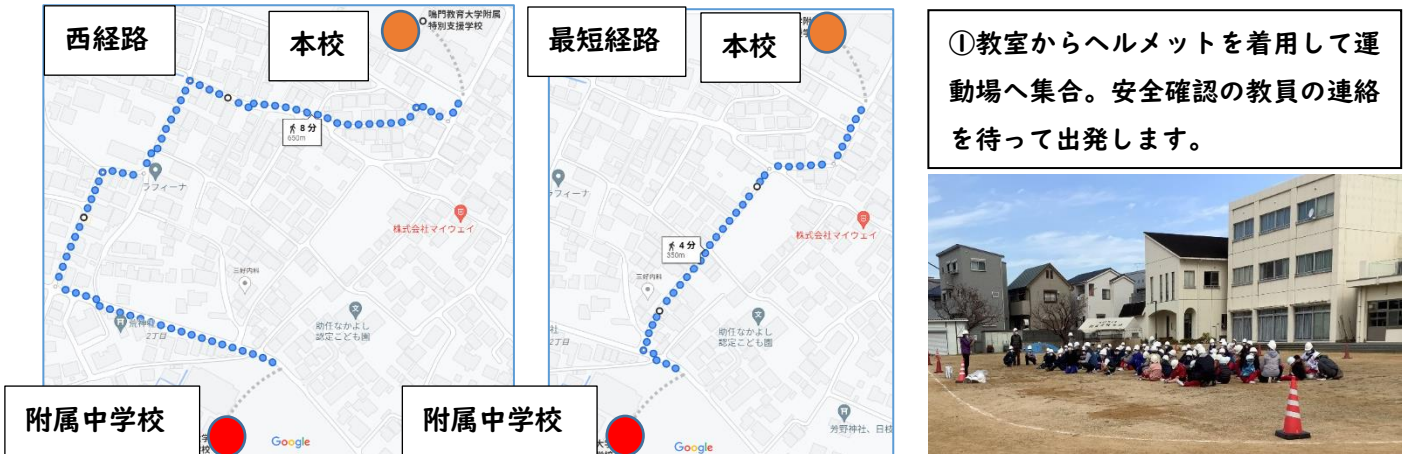 西経路
本校
鳴門教育大学附属
特別支援学校
8 分
650m
ラフィーナ
株式会社マイウェイ
三好内科
助任なかよし
認定こども園
2丁目
附属中学校
Google
最短経路
本校
ラフィーナ
株式会社マイウェイ
4 分
350m
三好内科
助任なかよし
認定こども園
2丁目
芳野神社、日枝
附属中学校
Google
①教室からヘルメットを着用して運
動場へ集合。安全確認の教員の連絡
を待って出発します。